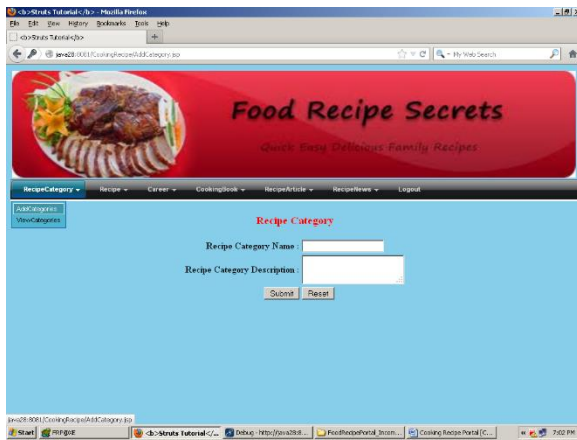 <b>Struts Tutorial</b> - Mozilla Firefox
File Edit View History Bookmarks Tools Help
<b>Struts Tutorial</b> +
java28:8081/CookingRecipe/AddCategory.jsp
My Web Search
Food Recipe Secrets
Quick Easy Delicious Family Recipes
RecipeCategory Recipe Career CookingBook RecipeArticle RecipeNews Logout
AddCategories
ViewCategories
Recipe Category
Recipe Category Name :
Recipe Category Description :
Submit Reset
java28:8081/CookingRecipe/AddCategory.jsp
Start <b>Struts Tutorial</... Debug - http://java28:8... FoodRecipePortal_Incom... Cooking Recipe Portal [C... 7:02 PM